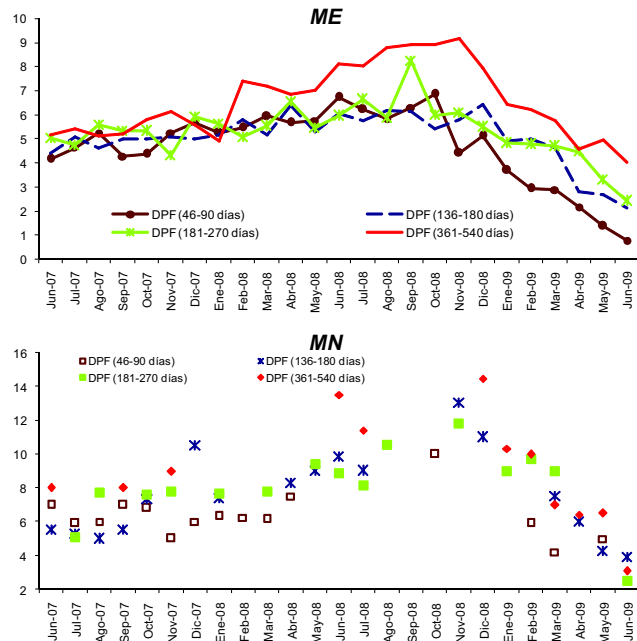 ME
10
9
8
7
6
5
4
3
2
1
0
DPF (46-90 días)
DPF (136-180 días)
DPF (181-270 días)
DPF (361-540 días)
Jun-07
Jul-07
Ago-07
Sep-07
Oct-07
Nov-07
Dic-07
Ene-08
Feb-08
Mar-08
Abr-08
May-08
Jun-08
Jul-08
Ago-08
Sep-08
Oct-08
Nov-08
Dic-08
Ene-09
Feb-09
Mar-09
Abr-09
May-09
Jun-09
MN
16
14
12
10
8
6
4
2
DPF (46-90 días)
DPF (136-180 días)
DPF (181-270 días)
DPF (361-540 días)
Jun-07
Jul-07
Ago-07
Sep-07
Oct-07
Nov-07
Dic-07
Ene-08
Feb-08
Mar-08
Abr-08
May-08
Jun-08
Jul-08
Ago-08
Sep-08
Oct-08
Nov-08
Dic-08
Ene-09
Feb-09
Mar-09
Abr-09
May-09
Jun-09